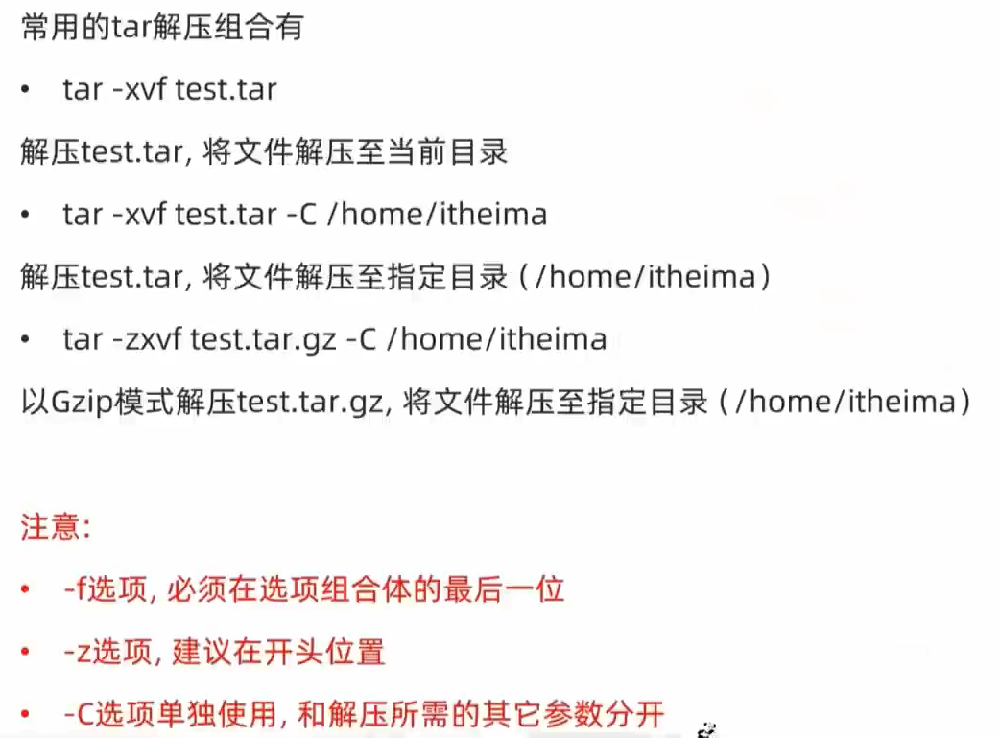 常用的tar解压组合有
• tar -xvf test.tar
解压test.tar, 将文件解压至当前目录
• tar -xvf test.tar -C /home/itheima
解压test.tar, 将文件解压至指定目录（/home/itheima）
• tar -zxvf test.tar.gz -C /home/itheima
以Gzip模式解压test.tar.gz, 将文件解压至指定目录（/home/itheima）
注意:
• -f选项, 必须在选项组合体的最后一位
• -z选项, 建议在开头位置
• -C选项单独使用, 和解压所需的其它参数分开